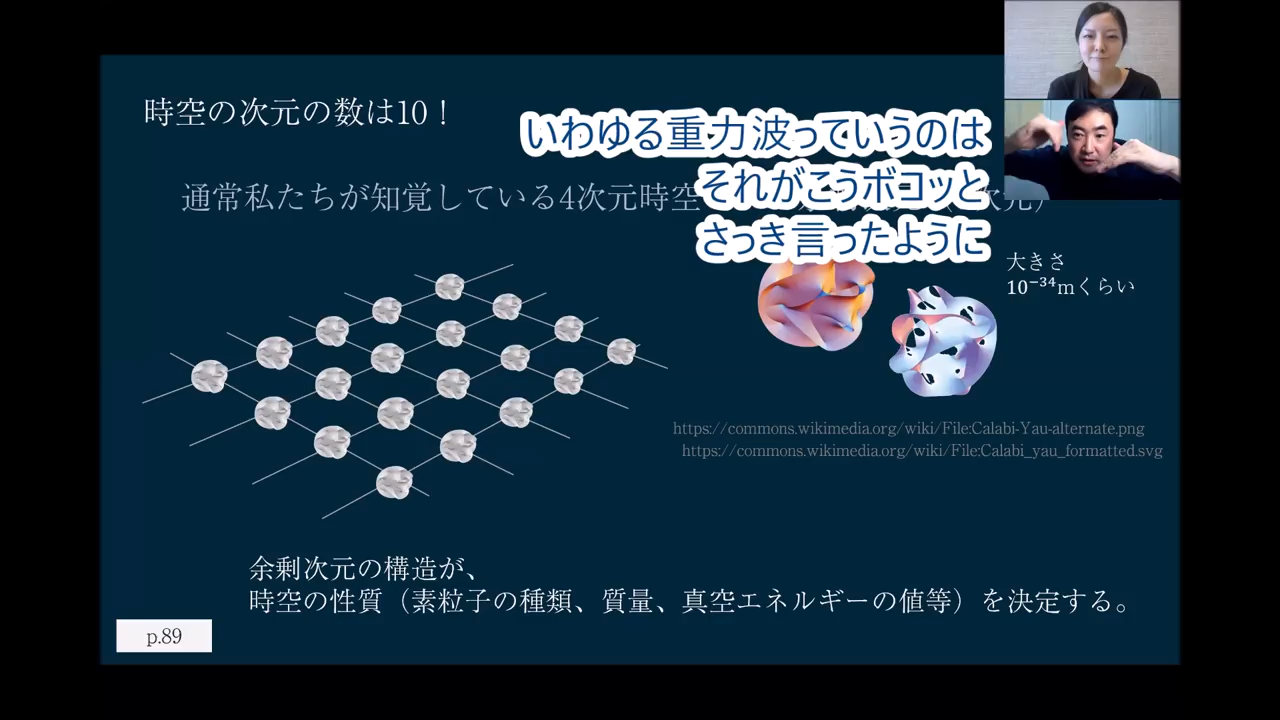 時空の次元の数は10！
いわゆる重力波っていうのは
それがこうボコッと
さっき言ったように
通常私たちが知覚している4次元時空
次元）
大きさ
10⁻³⁴mくらい
https://commons.wikimedia.org/wiki/File:Calabi-Yau-alternate.png
https://commons.wikimedia.org/wiki/File:Calabi_yau_formatted.svg
余剰次元の構造が、
時空の性質（素粒子の種類、質量、真空エネルギーの値等）を決定する。
p.89